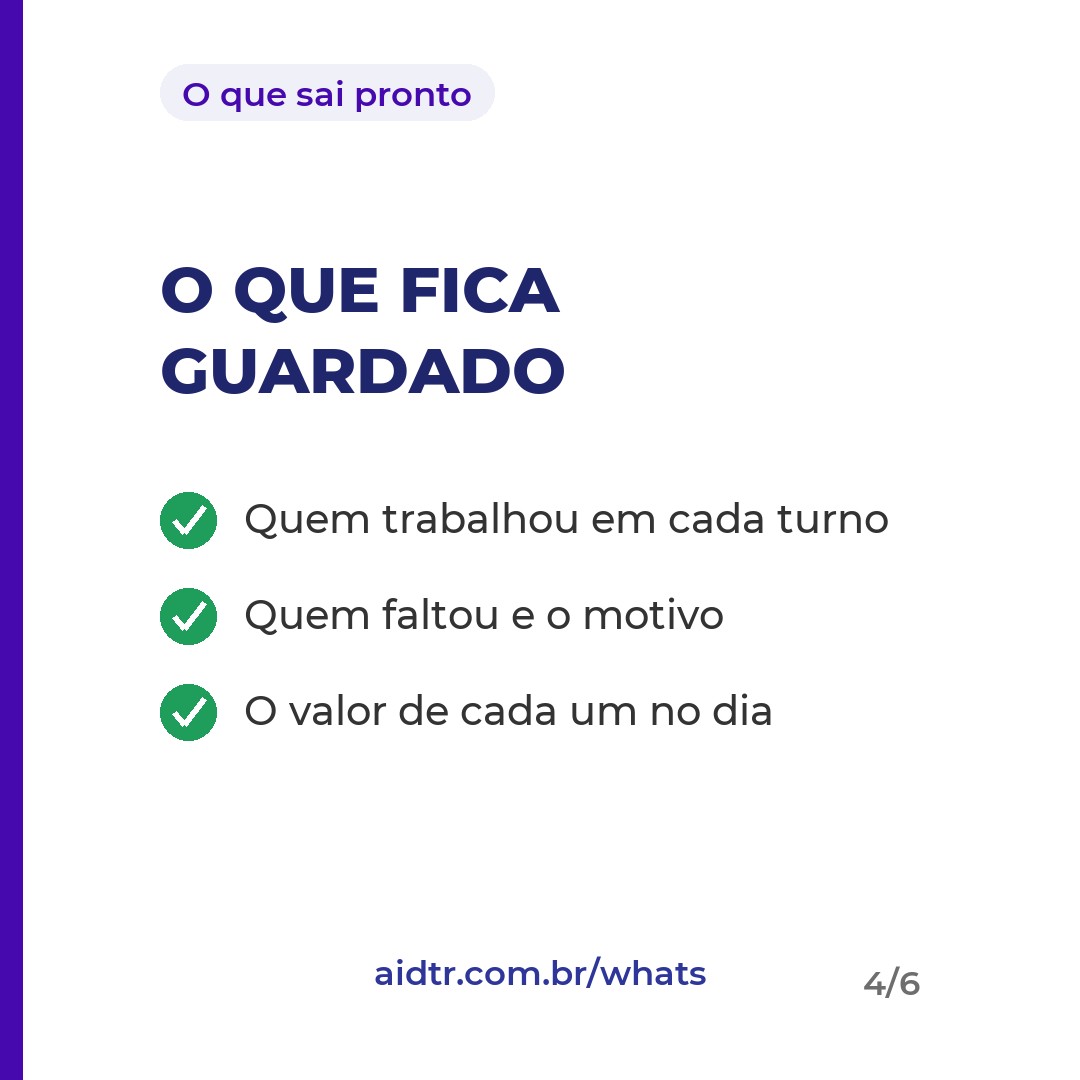 O que sai pronto
O QUE FICA
GUARDADO
Quem trabalhou em cada turno
Quem faltou e o motivo
O valor de cada um no dia
aidtr.com.br/whats
4/6